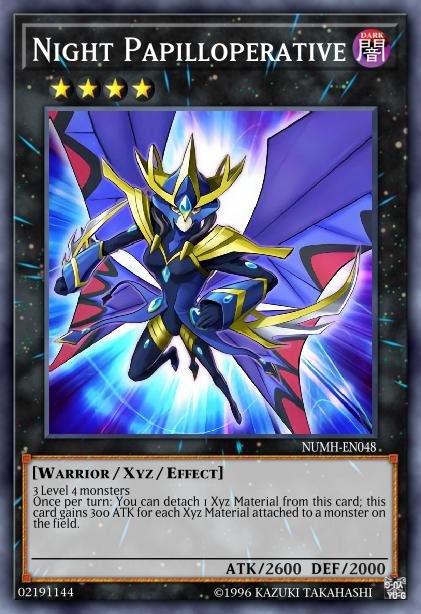 NIGHT PAPILLOPERATIVE
DARK
闇
NUMH-EN048
[WARRIOR / XYZ / EFFECT]
3 Level 4 monsters
Once per turn: You can detach 1 Xyz Material from this card; this
card gains 300 ATK for each Xyz Material attached to a monster on
the field.
ATK/2600 DEF/2000
02191144
©1996 KAZUKI TAKAHASHI